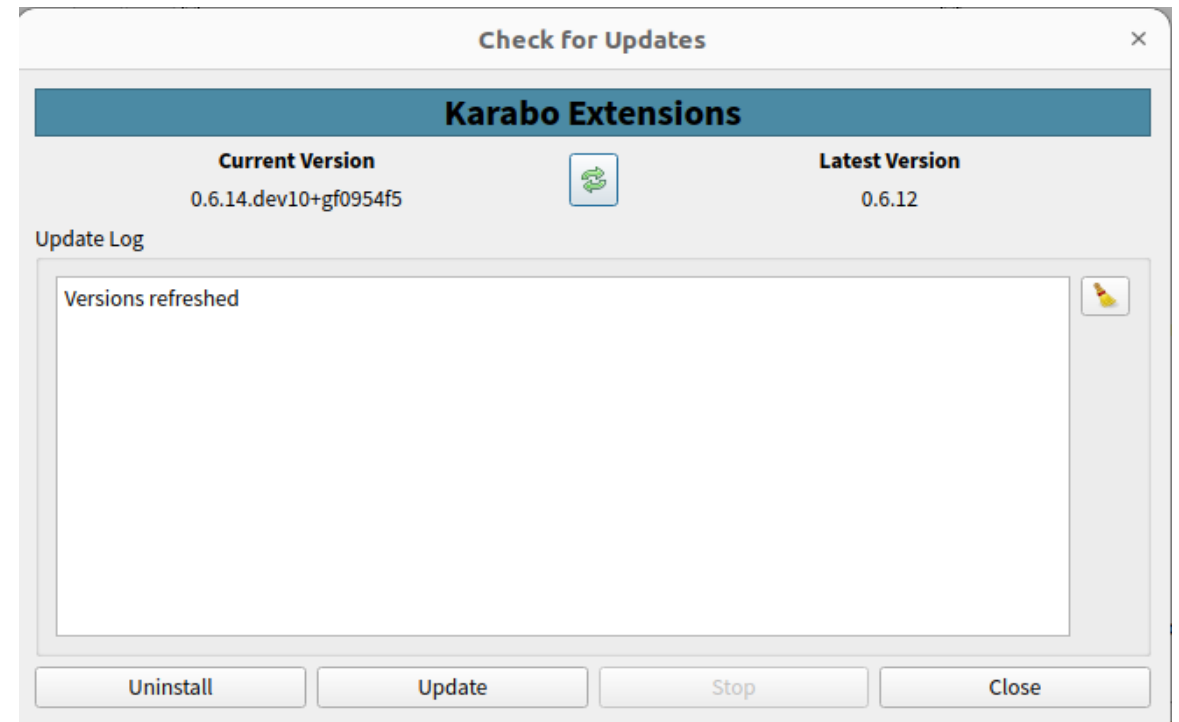 Check for Updates
Karabo Extensions
Current Version
Latest Version
0.6.14.dev10+gf0954f5
0.6.12
Update Log
Versions refreshed
Uninstall
Update
Stop
Close